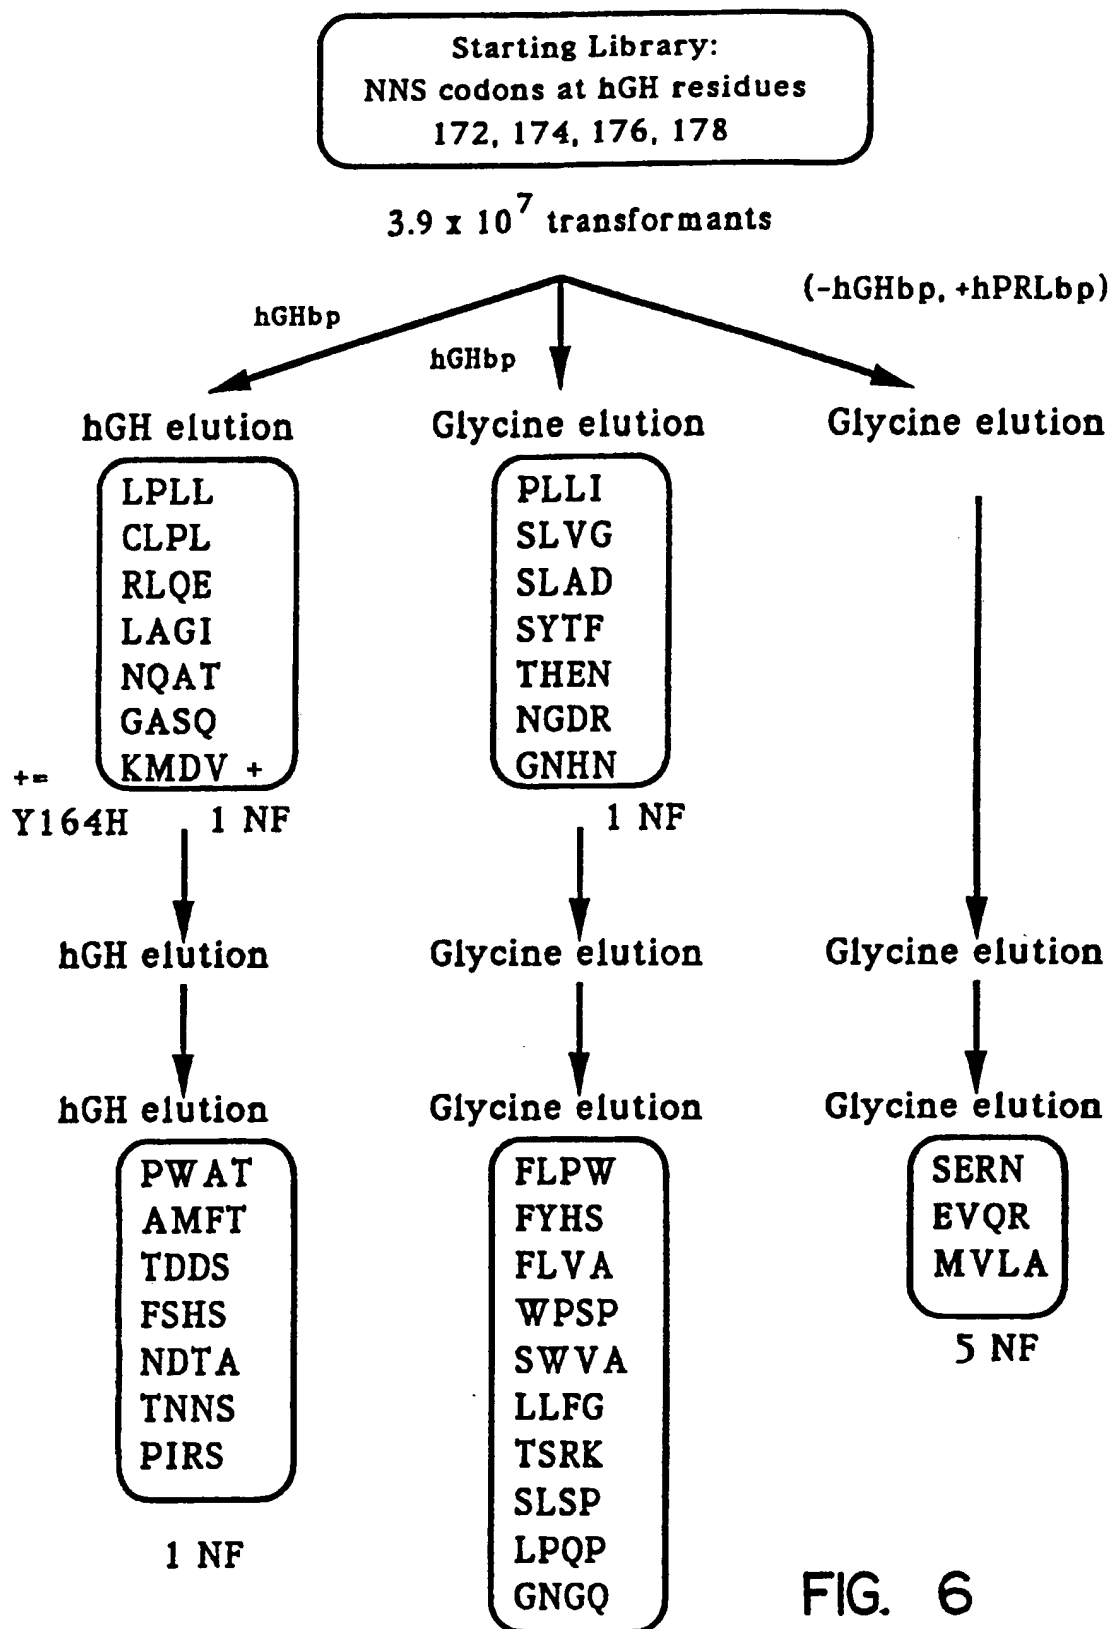 Starting Library:
NNS codons at hGH residues
172, 174, 176, 178
3.9 x 10^7 transformants
(-hGHbp, +hPRLbp)
hGHbp
hGHbp
hGH elution
Glycine elution
Glycine elution
LPLL
CLPL
RLQE
LAGI
NQAT
GASQ
KMDV +
+=
Y164H
1 NF
PLLI
SLVG
SLAD
SYTF
THEN
NGDR
GNHN
1 NF
hGH elution
Glycine elution
Glycine elution
hGH elution
Glycine elution
Glycine elution
PWAT
AMFT
TDDS
FSHS
NDTA
TNNS
PIRS
1 NF
FLPW
FYHS
FLVA
WPSP
SWVA
LLFG
TSRK
SLSP
LPQP
GNGQ
SERN
EVQR
MVLA
5 NF
FIG. 6